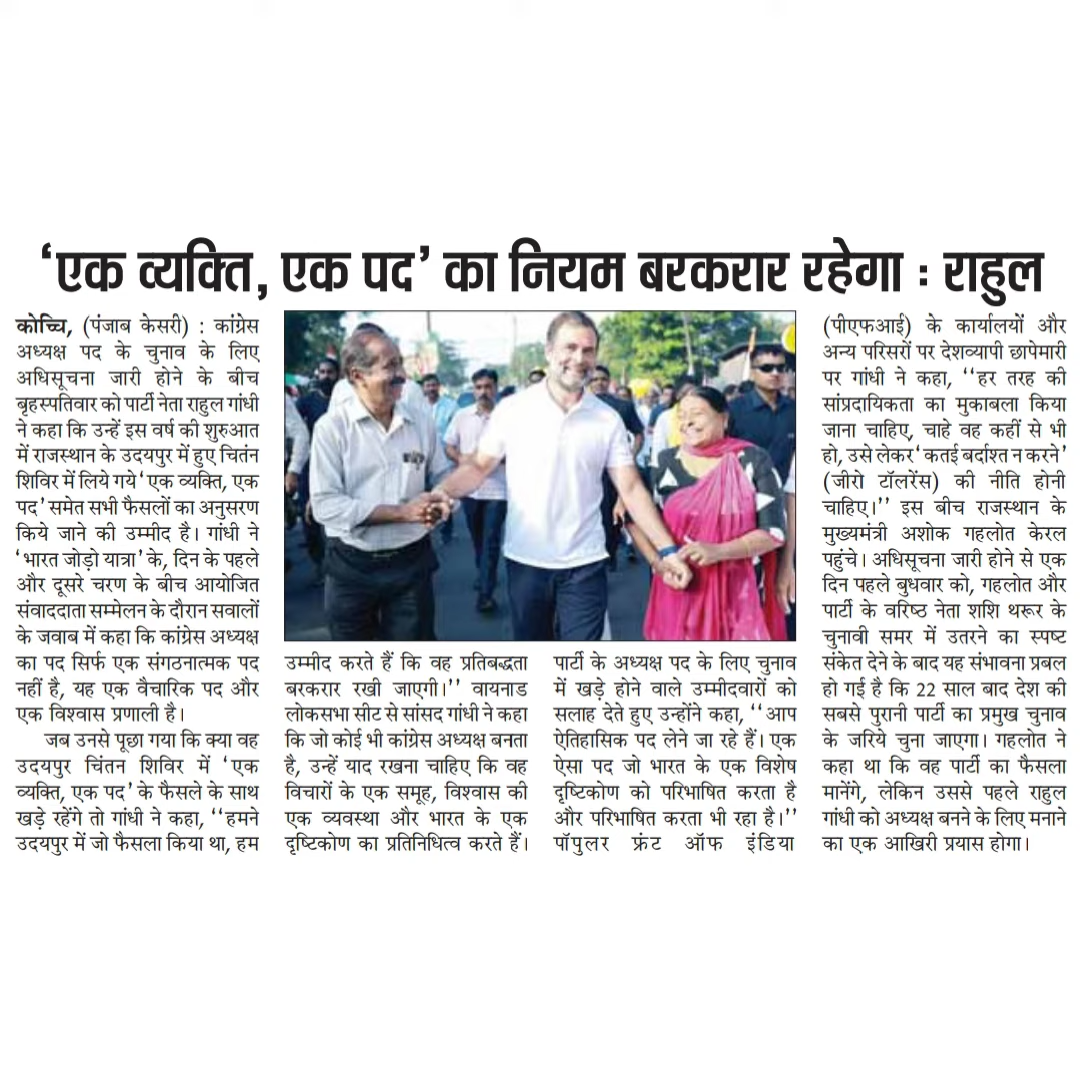 ‘एक व्यक्ति, एक पद’ का नियम बरकरार रहेगा : राहुल
कोच्चि, (पंजाब केसरी) : कांग्रेस
अध्यक्ष पद के चुनाव के लिए
अधिसूचना जारी होने के बीच
बृहस्पतिवार को पार्टी नेता राहुल गांधी
ने कहा कि उन्हें इस वर्ष की शुरुआत
में राजस्थान के उदयपुर में हुए चिंतन
शिविर में लिये गये ‘एक व्यक्ति, एक
पद’ समेत सभी फैसलों का अनुसरण
किये जाने की उम्मीद है। गांधी ने
‘भारत जोड़ो यात्रा’ के, दिन के पहले
और दूसरे चरण के बीच आयोजित
संवाददाता सम्मेलन के दौरान सवालों
के जवाब में कहा कि कांग्रेस अध्यक्ष
का पद सिर्फ एक संगठनात्मक पद
नहीं है, यह एक वैचारिक पद और
एक विश्वास प्रणाली है।
जब उनसे पूछा गया कि क्या वह
उदयपुर चिंतन शिविर में ‘एक
व्यक्ति, एक पद’ के फैसले के साथ
खड़े रहेंगे तो गांधी ने कहा, ‘‘हमने
उदयपुर में जो फैसला किया था, हम
उम्मीद करते हैं कि वह प्रतिबद्धता
बरकरार रखी जाएगी।’’ वायनाड
लोकसभा सीट से सांसद गांधी ने कहा
कि जो कोई भी कांग्रेस अध्यक्ष बनता
है, उन्हें याद रखना चाहिए कि वह
विचारों के एक समूह, विश्वास की
एक व्यवस्था और भारत के एक
दृष्टिकोण का प्रतिनिधित्व करते हैं।
पार्टी के अध्यक्ष पद के लिए चुनाव
में खड़े होने वाले उम्मीदवारों को
सलाह देते हुए उन्होंने कहा, ‘‘आप
ऐतिहासिक पद लेने जा रहे हैं। एक
ऐसा पद जो भारत के एक विशेष
दृष्टिकोण को परिभाषित करता है
और परिभाषित करता भी रहा है।’’
पॉपुलर फ्रंट ऑफ इंडिया
(पीएफआई) के कार्यालयों और
अन्य परिसरों पर देशव्यापी छापेमारी
पर गांधी ने कहा, ‘‘हर तरह की
सांप्रदायिकता का मुकाबला किया
जाना चाहिए, चाहे वह कहीं से भी
हो, उसे लेकर ‘कतई बर्दाश्त न करने’
(जीरो टॉलरेंस) की नीति होनी
चाहिए।’’ इस बीच राजस्थान के
मुख्यमंत्री अशोक गहलोत केरल
पहुंचे। अधिसूचना जारी होने से एक
दिन पहले बुधवार को, गहलोत और
पार्टी के वरिष्ठ नेता शशि थरूर के
चुनावी समर में उतरने का स्पष्ट
संकेत देने के बाद यह संभावना प्रबल
हो गई है कि 22 साल बाद देश की
सबसे पुरानी पार्टी का प्रमुख चुनाव
के जरिये चुना जाएगा। गहलोत ने
कहा था कि वह पार्टी का फैसला
मानेंगे, लेकिन उससे पहले राहुल
गांधी को अध्यक्ष बनने के लिए मनाने
का एक आखिरी प्रयास होगा।